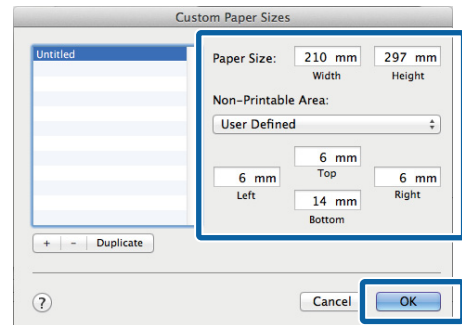 Custom Paper Sizes
Untitled
Paper Size: 210 mm 297 mm
Width Height
Non-Printable Area:
User Defined
6 mm
Top
6 mm 6 mm
Left Right
14 mm
Bottom
+ - Duplicate
? Cancel OK